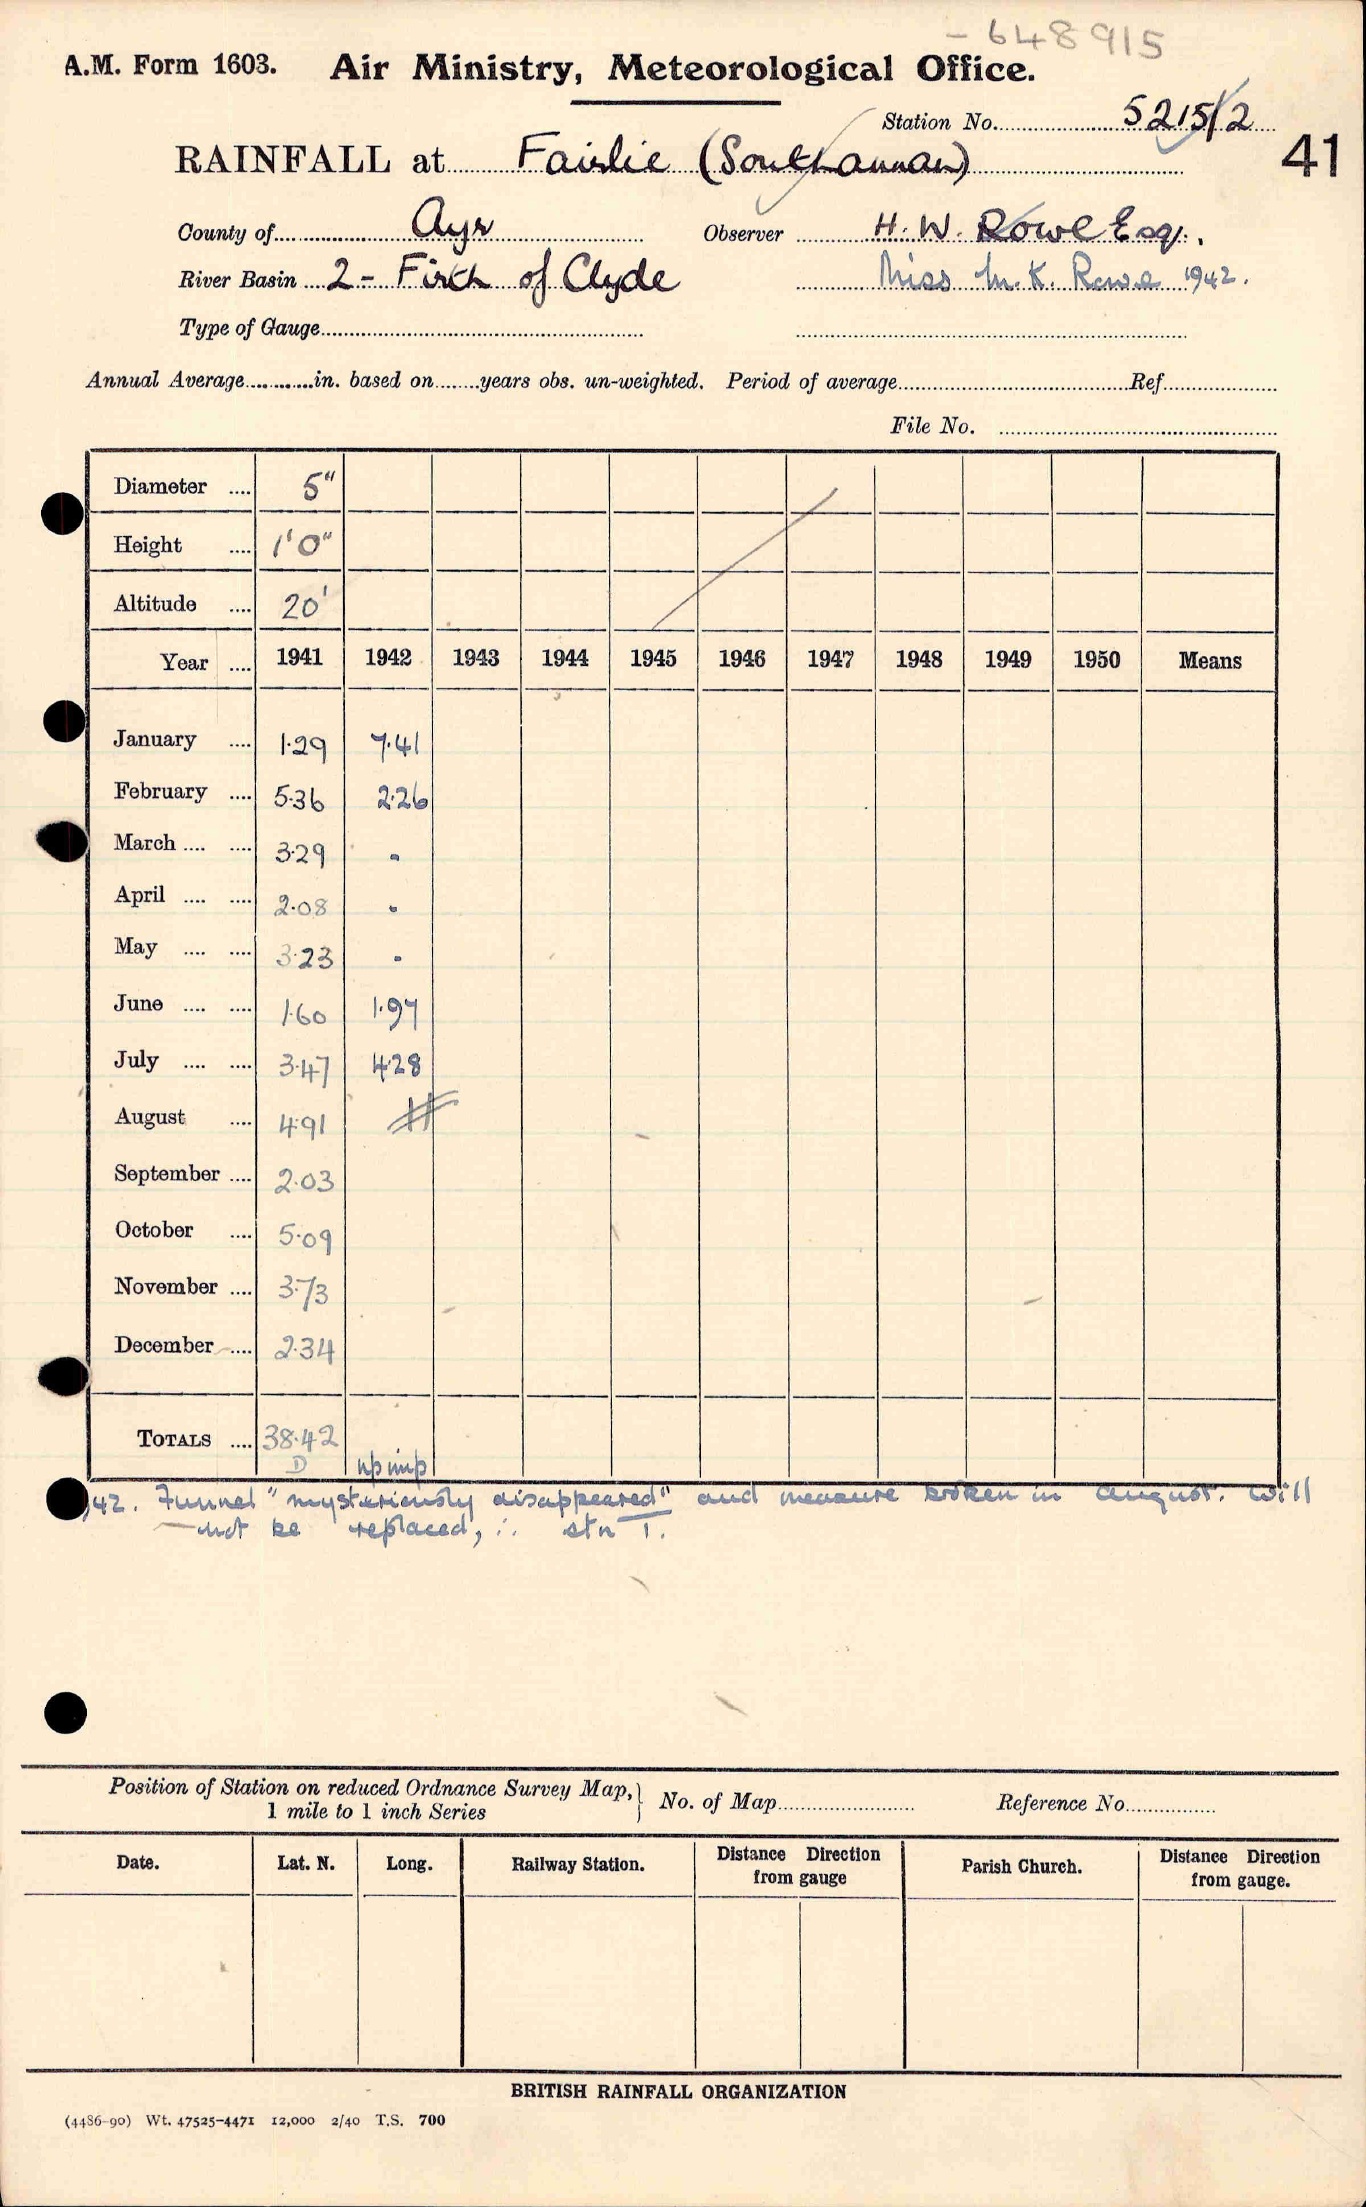 - 648915
A.M. Form 1603. Air Ministry, Meteorological Office.
Station No. 5215/2
RAINFALL at Fairlie (Southannan)
41
County of Ayr Observer H. W. Rowe Esq.
River Basin 2 - Firth of Clyde Miss M. K. Rowe 1942.
Type of Gauge
Annual Average in. based on years obs. un-weighted. Period of average Ref.
File No.
Diameter 5"
Height 1'0"
Altitude 20'
Year 1941 1942 1943 1944 1945 1946 1947 1948 1949 1950 Means
January 1.29 7.41
February 5.36 2.26
March 3.29 -
April 2.08 -
May 3.23 -
June 1.60 1.97
July 3.47 4.28
August 4.91
September 2.03
October 5.09
November 3.73
December 2.34
TOTALS 38.42
D np imp
42. Funnel "mysteriously disappeared" and measure broken in August. Will
not be replaced, ∴ stn T.
Position of Station on reduced Ordnance Survey Map, } No. of Map Reference No.
1 mile to 1 inch Series
Date. Lat. N. Long. Railway Station. Distance Direction from gauge Parish Church. Distance Direction from gauge.
BRITISH RAINFALL ORGANIZATION
(4486-90) Wt. 47525-4471 12,000 2/40 T.S. 700